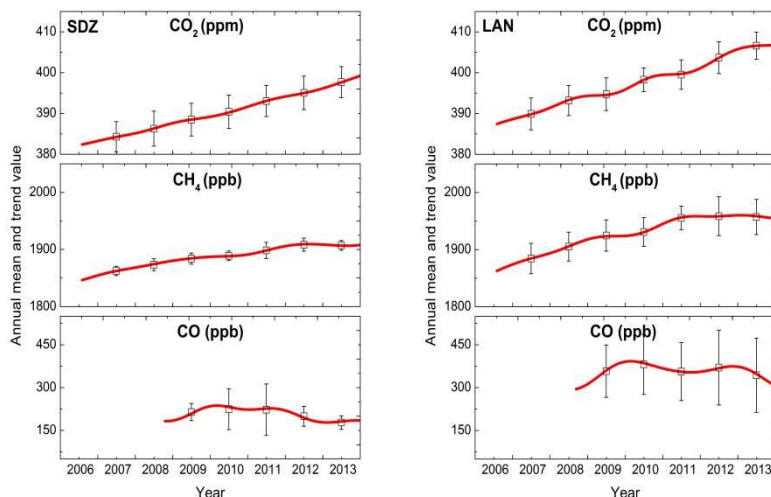 SDZ
CO2 (ppm)
410
400
390
380
CH4 (ppb)
2000
1900
1800
CO (ppb)
450
300
150
2006 2007 2008 2009 2010 2011 2012 2013
Year
Annual mean and trend value
LAN
CO2 (ppm)
410
400
390
380
CH4 (ppb)
2000
1900
1800
CO (ppb)
450
300
150
2006 2007 2008 2009 2010 2011 2012 2013
Year
Annual mean and trend value